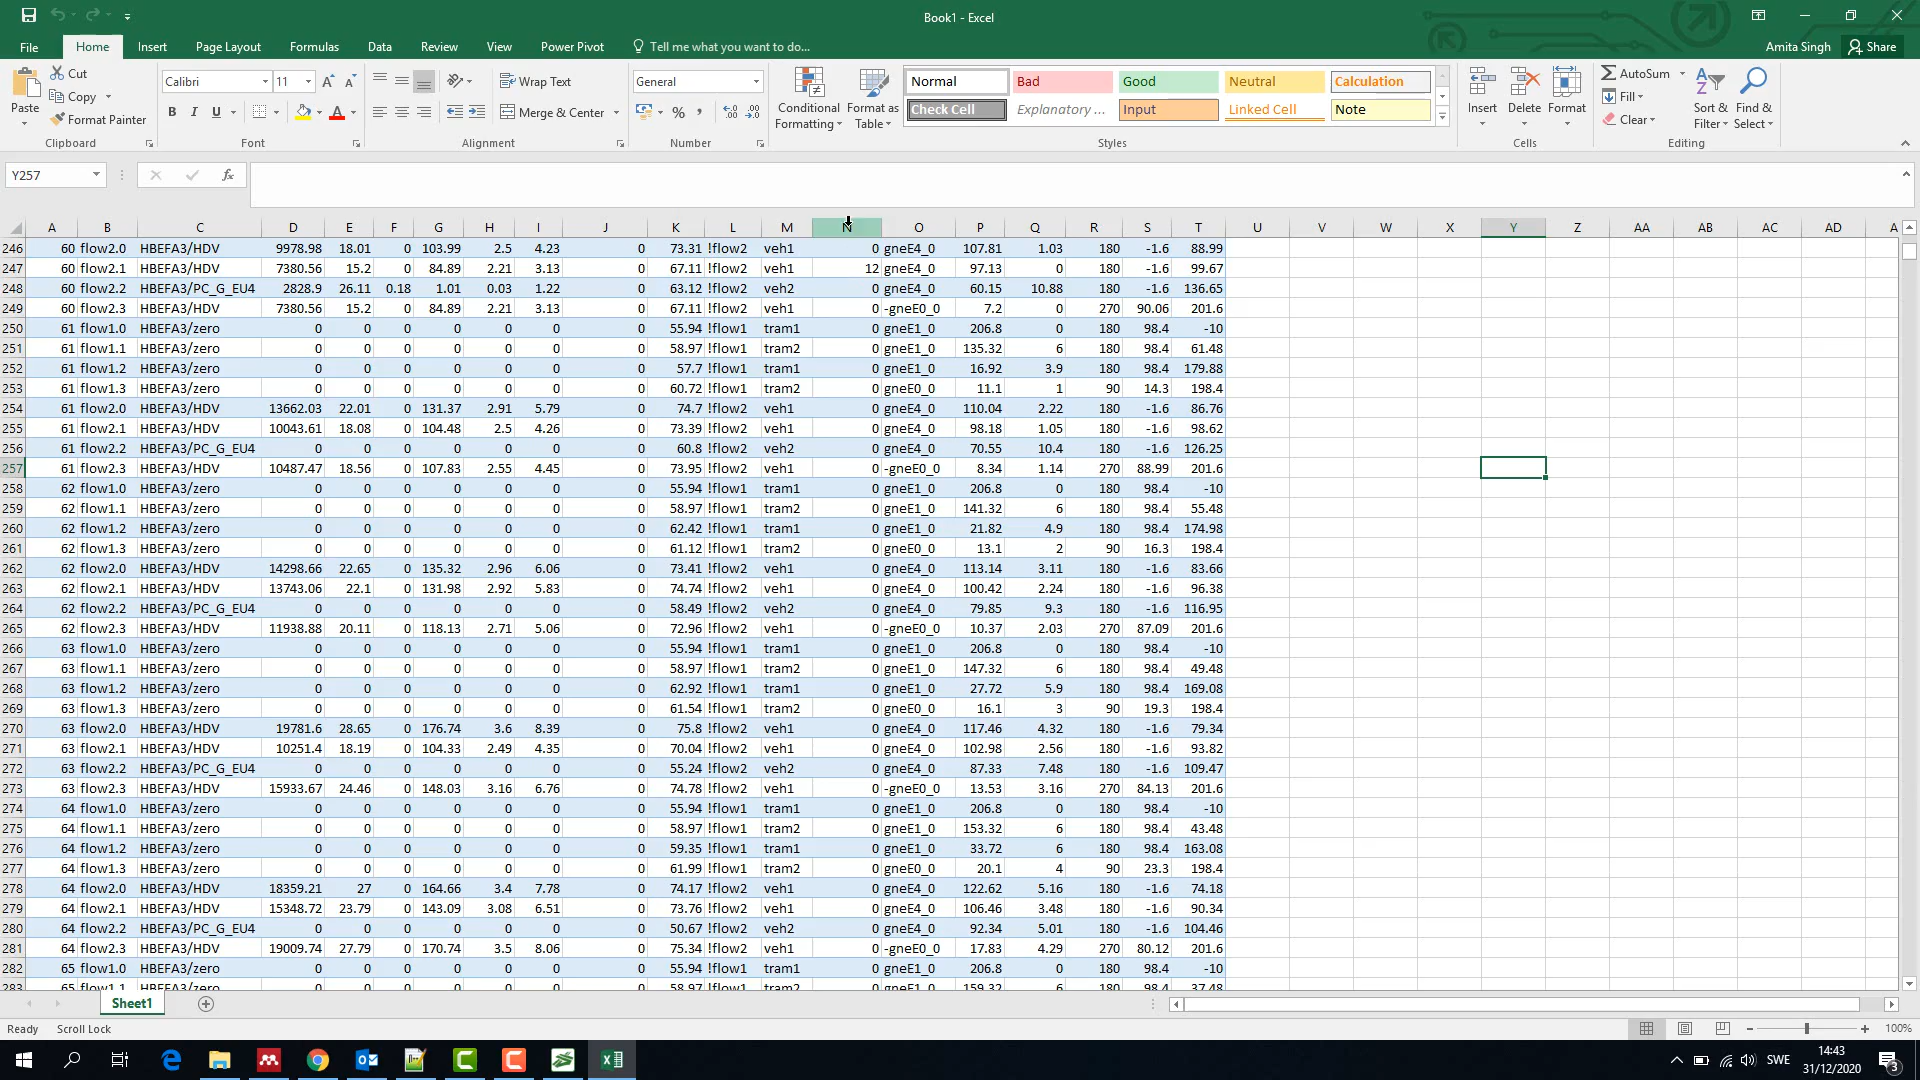 Book1 - Excel
File Home Insert Page Layout Formulas Data Review View Power Pivot Tell me what you want to do... Amita Singh Share
Paste Cut Copy Format Painter Clipboard
Calibri 11 Font
Wrap Text Merge & Center Alignment
General Number
Conditional Formatting Format as Table
Normal Bad Good Neutral Calculation
Check Cell Explanatory ... Input Linked Cell Note
Styles
Insert Delete Format Cells
AutoSum Fill Clear Sort & Filter Find & Select Editing
Y257 fx
A B C D E F G H I J K L M N O P Q R S T U V W X Y Z AA AB AC AD A
246 60 flow2.0 HBEFA3/HDV 9978.98 18.01 0 103.99 2.5 4.23 0 73.31 !flow2 veh1 0 gneE4_0 107.81 1.03 180 -1.6 88.99
247 60 flow2.1 HBEFA3/HDV 7380.56 15.2 0 84.89 2.21 3.13 0 67.11 !flow2 veh1 12 gneE4_0 97.13 0 180 -1.6 99.67
248 60 flow2.2 HBEFA3/PC_G_EU4 2828.9 26.11 0.18 1.01 0.03 1.22 0 63.12 !flow2 veh2 0 gneE4_0 60.15 10.88 180 -1.6 136.65
249 60 flow2.3 HBEFA3/HDV 7380.56 15.2 0 84.89 2.21 3.13 0 67.11 !flow2 veh1 0 -gneE0_0 7.2 0 270 90.06 201.6
250 61 flow1.0 HBEFA3/zero 0 0 0 0 0 0 0 55.94 !flow1 tram1 0 gneE1_0 206.8 0 180 98.4 -10
251 61 flow1.1 HBEFA3/zero 0 0 0 0 0 0 0 58.97 !flow1 tram2 0 gneE1_0 135.32 6 180 98.4 61.48
252 61 flow1.2 HBEFA3/zero 0 0 0 0 0 0 0 57.7 !flow1 tram1 0 gneE1_0 16.92 3.9 180 98.4 179.88
253 61 flow1.3 HBEFA3/zero 0 0 0 0 0 0 0 60.72 !flow1 tram2 0 gneE0_0 11.1 1 90 14.3 198.4
254 61 flow2.0 HBEFA3/HDV 13662.03 22.01 0 131.37 2.91 5.79 0 74.7 !flow2 veh1 0 gneE4_0 110.04 2.22 180 -1.6 86.76
255 61 flow2.1 HBEFA3/HDV 10043.61 18.08 0 104.48 2.5 4.26 0 73.39 !flow2 veh1 0 gneE4_0 98.18 1.05 180 -1.6 98.62
256 61 flow2.2 HBEFA3/PC_G_EU4 0 0 0 0 0 0 0 60.8 !flow2 veh2 0 gneE4_0 70.55 10.4 180 -1.6 126.25
257 61 flow2.3 HBEFA3/HDV 10487.47 18.56 0 107.83 2.55 4.45 0 73.95 !flow2 veh1 0 -gneE0_0 8.34 1.14 270 88.99 201.6
258 62 flow1.0 HBEFA3/zero 0 0 0 0 0 0 0 55.94 !flow1 tram1 0 gneE1_0 206.8 0 180 98.4 -10
259 62 flow1.1 HBEFA3/zero 0 0 0 0 0 0 0 58.97 !flow1 tram2 0 gneE1_0 141.32 6 180 98.4 55.48
260 62 flow1.2 HBEFA3/zero 0 0 0 0 0 0 0 62.42 !flow1 tram1 0 gneE1_0 21.82 4.9 180 98.4 174.98
261 62 flow1.3 HBEFA3/zero 0 0 0 0 0 0 0 61.12 !flow1 tram2 0 gneE0_0 13.1 2 90 16.3 198.4
262 62 flow2.0 HBEFA3/HDV 14298.66 22.65 0 135.32 2.96 6.06 0 73.41 !flow2 veh1 0 gneE4_0 113.14 3.11 180 -1.6 83.66
263 62 flow2.1 HBEFA3/HDV 13743.06 22.1 0 131.98 2.92 5.83 0 74.74 !flow2 veh1 0 gneE4_0 100.42 2.24 180 -1.6 96.38
264 62 flow2.2 HBEFA3/PC_G_EU4 0 0 0 0 0 0 0 58.49 !flow2 veh2 0 gneE4_0 79.85 9.3 180 -1.6 116.95
265 62 flow2.3 HBEFA3/HDV 11938.88 20.11 0 118.13 2.71 5.06 0 72.96 !flow2 veh1 0 -gneE0_0 10.37 2.03 270 87.09 201.6
266 63 flow1.0 HBEFA3/zero 0 0 0 0 0 0 0 55.94 !flow1 tram1 0 gneE1_0 206.8 0 180 98.4 -10
267 63 flow1.1 HBEFA3/zero 0 0 0 0 0 0 0 58.97 !flow1 tram2 0 gneE1_0 147.32 6 180 98.4 49.48
268 63 flow1.2 HBEFA3/zero 0 0 0 0 0 0 0 62.92 !flow1 tram1 0 gneE1_0 27.72 5.9 180 98.4 169.08
269 63 flow1.3 HBEFA3/zero 0 0 0 0 0 0 0 61.54 !flow1 tram2 0 gneE0_0 16.1 3 90 19.3 198.4
270 63 flow2.0 HBEFA3/HDV 19781.6 28.65 0 176.74 3.6 8.39 0 75.8 !flow2 veh1 0 gneE4_0 117.46 4.32 180 -1.6 79.34
271 63 flow2.1 HBEFA3/HDV 10251.4 18.19 0 104.33 2.49 4.35 0 70.04 !flow2 veh1 0 gneE4_0 102.98 2.56 180 -1.6 93.82
272 63 flow2.2 HBEFA3/PC_G_EU4 0 0 0 0 0 0 0 55.24 !flow2 veh2 0 gneE4_0 87.33 7.48 180 -1.6 109.47
273 63 flow2.3 HBEFA3/HDV 15933.67 24.46 0 148.03 3.16 6.76 0 74.78 !flow2 veh1 0 -gneE0_0 13.53 3.16 270 84.13 201.6
274 64 flow1.0 HBEFA3/zero 0 0 0 0 0 0 0 55.94 !flow1 tram1 0 gneE1_0 206.8 0 180 98.4 -10
275 64 flow1.1 HBEFA3/zero 0 0 0 0 0 0 0 58.97 !flow1 tram2 0 gneE1_0 153.32 6 180 98.4 43.48
276 64 flow1.2 HBEFA3/zero 0 0 0 0 0 0 0 59.35 !flow1 tram1 0 gneE1_0 33.72 6 180 98.4 163.08
277 64 flow1.3 HBEFA3/zero 0 0 0 0 0 0 0 61.99 !flow1 tram2 0 gneE0_0 20.1 4 90 23.3 198.4
278 64 flow2.0 HBEFA3/HDV 18359.21 27 0 164.66 3.4 7.78 0 74.17 !flow2 veh1 0 gneE4_0 122.62 5.16 180 -1.6 74.18
279 64 flow2.1 HBEFA3/HDV 15348.72 23.79 0 143.09 3.08 6.51 0 73.76 !flow2 veh1 0 gneE4_0 106.46 3.48 180 -1.6 90.34
280 64 flow2.2 HBEFA3/PC_G_EU4 0 0 0 0 0 0 0 50.67 !flow2 veh2 0 gneE4_0 92.34 5.01 180 -1.6 104.46
281 64 flow2.3 HBEFA3/HDV 19009.74 27.79 0 170.74 3.5 8.06 0 75.34 !flow2 veh1 0 -gneE0_0 17.83 4.29 270 80.12 201.6
282 65 flow1.0 HBEFA3/zero 0 0 0 0 0 0 0 55.94 !flow1 tram1 0 gneE1_0 206.8 0 180 98.4 -10
283 65 flow1.1 HBEFA3/zero 0 0 0 0 0 0 0 58.97 !flow1 tram2 0 gneE1_0 159.32 6 180 98.4 37.48
Sheet1
Ready Scroll Lock 100%
SWE 14:43
31/12/2020 3